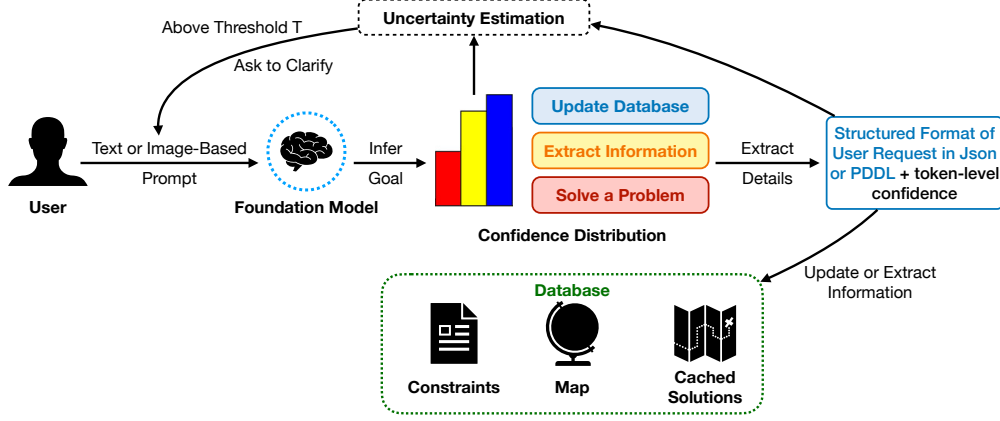 Uncertainty Estimation
Above Threshold T
Ask to Clarify
Text or Image-Based
Prompt
User
Foundation Model
Infer
Goal
Update Database
Extract Information
Solve a Problem
Confidence Distribution
Extract
Details
Structured Format of
User Request in Json
or PDDL + token-level
confidence
Update or Extract
Information
Database
Constraints
Map
Cached
Solutions